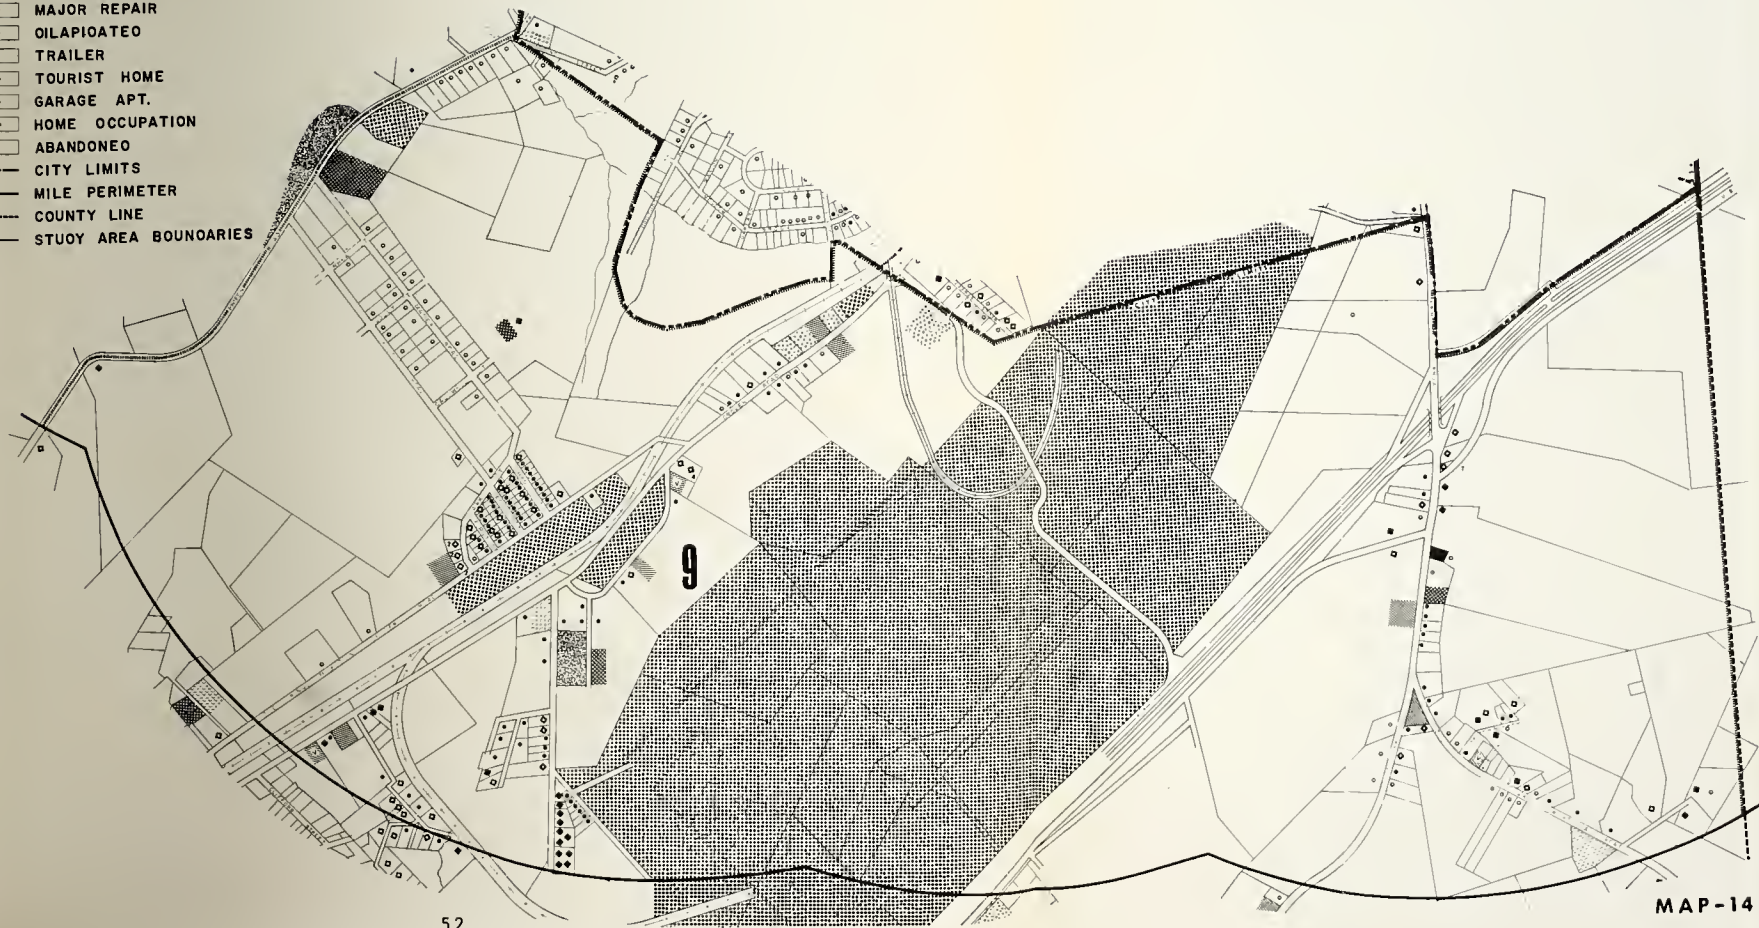 MAJOR REPAIR
OILAPIOATEO
TRAILER
TOURIST HOME
GARAGE APT.
HOME OCCUPATION
ABANDONEO
CITY LIMITS
MILE PERIMETER
COUNTY LINE
STUOY AREA BOUNOARIES
9
52
MAP-14